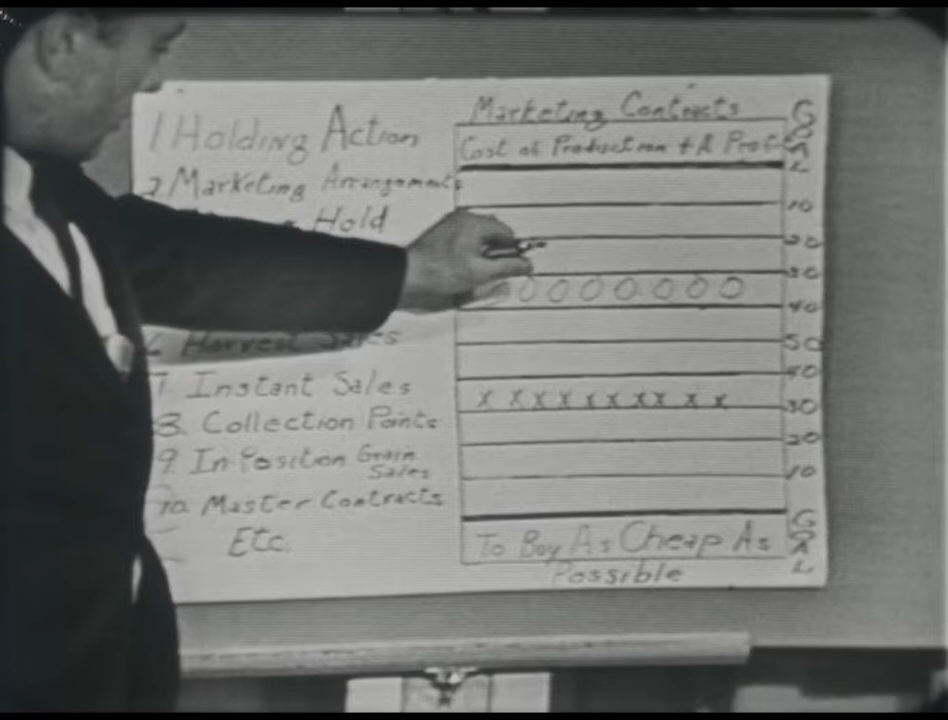 1 Holding Action
2 Marketing Arrangements
Hold
Harvest Sales
7. Instant Sales
8. Collection Points
9. In Position Grain
Sales
10. Master Contracts
Etc.
Marketing Contracts
Cost of Production + A Profit
GOAL
10
20
30
O O O O O O O
40
50
40
x x x x x x x x x
30
20
10
GOAL
To Buy As Cheap As
Possible